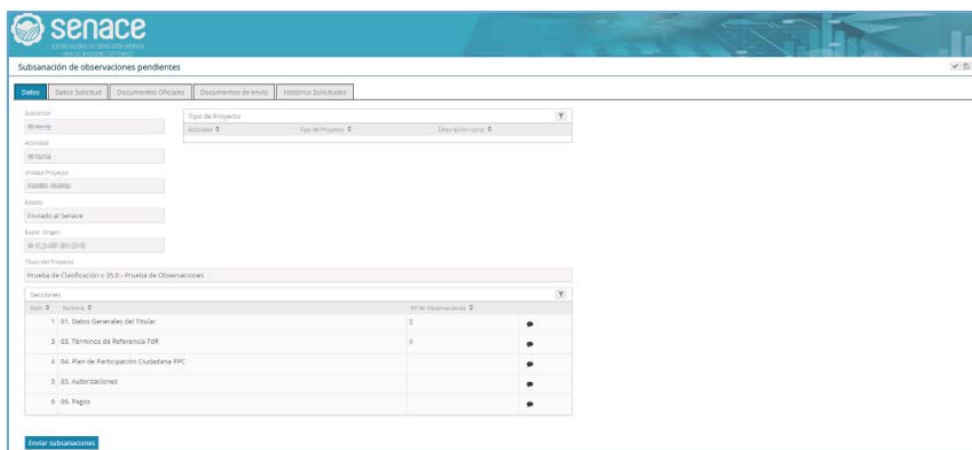 senace
Subsanación de observaciones pendientes
Datos
Datos Solicitud
Documentos Oficiales
Documentos de envío
Histórico Solicitudes
Subsector
Tipo de Proyecto
Actividad
Tipo de Proyecto
Descripción corta
Actividad
Unidad Proyecto
Estado
Enviado al Senace
Expte. Origen
Título del Proyecto
Prueba de Clasificación v 35.0 - Prueba de Observaciones
Secciones
Item
Nombre
Nº de Observaciones
1 01. Datos Generales del Titular
3 03. Términos de Referencia TdR
4 04. Plan de Participación Ciudadana PPC
5 05. Autorizaciones
6 06. Pagos
Enviar subsanaciones